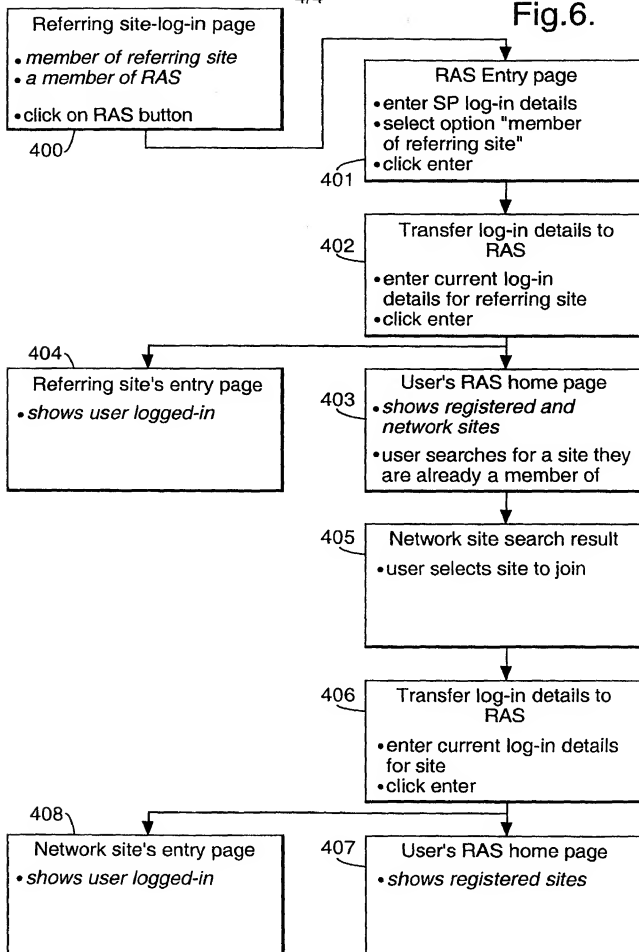 Fig.6.
Referring site-log-in page
• member of referring site
• a member of RAS
• click on RAS button
400
RAS Entry page
• enter SP log-in details
• select option "member
of referring site"
• click enter
401
402
Transfer log-in details to
RAS
• enter current log-in
details for referring site
• click enter
404
Referring site's entry page
• shows user logged-in
403
User's RAS home page
• shows registered and
network sites
• user searches for a site they
are already a member of
405
Network site search result
• user selects site to join
406
Transfer log-in details to
RAS
• enter current log-in details
for site
• click enter
408
Network site's entry page
• shows user logged-in
407
User's RAS home page
• shows registered sites